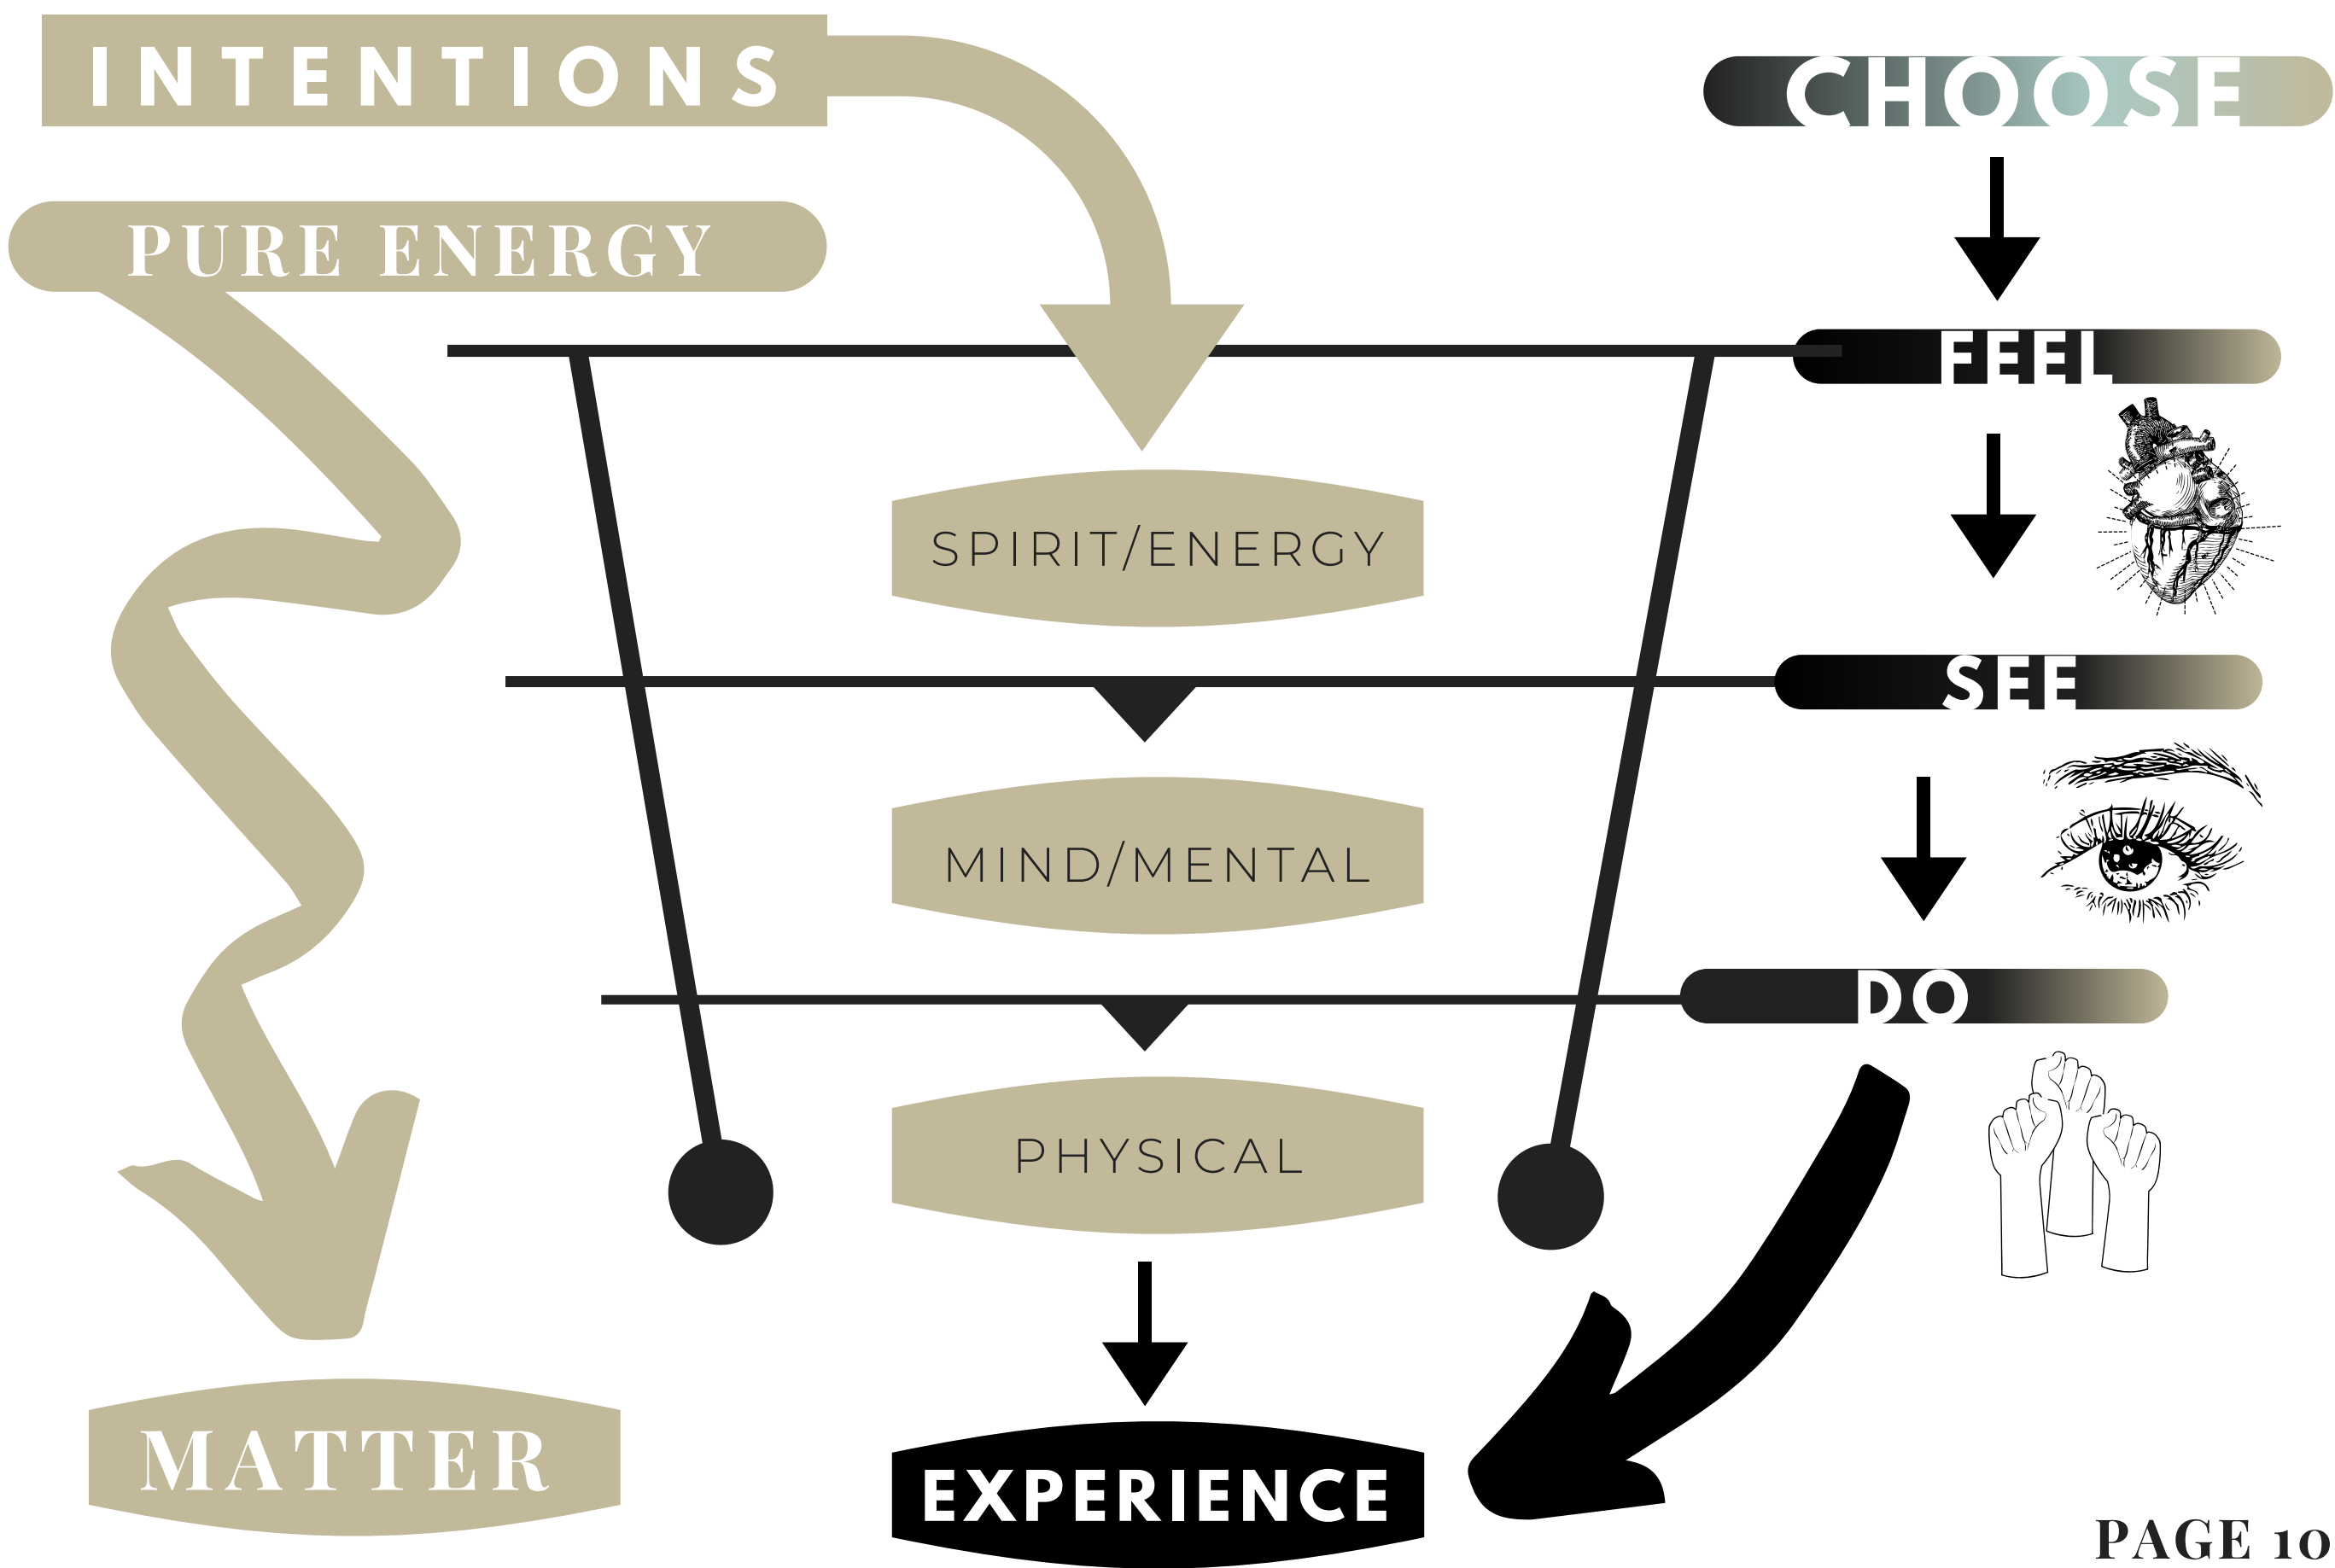 INTENTIONS
CHOOSE
PURE ENERGY
FEEL
SPIRIT/ENERGY
SEE
MIND/MENTAL
DO
PHYSICAL
MATTER
EXPERIENCE
PAGE 10